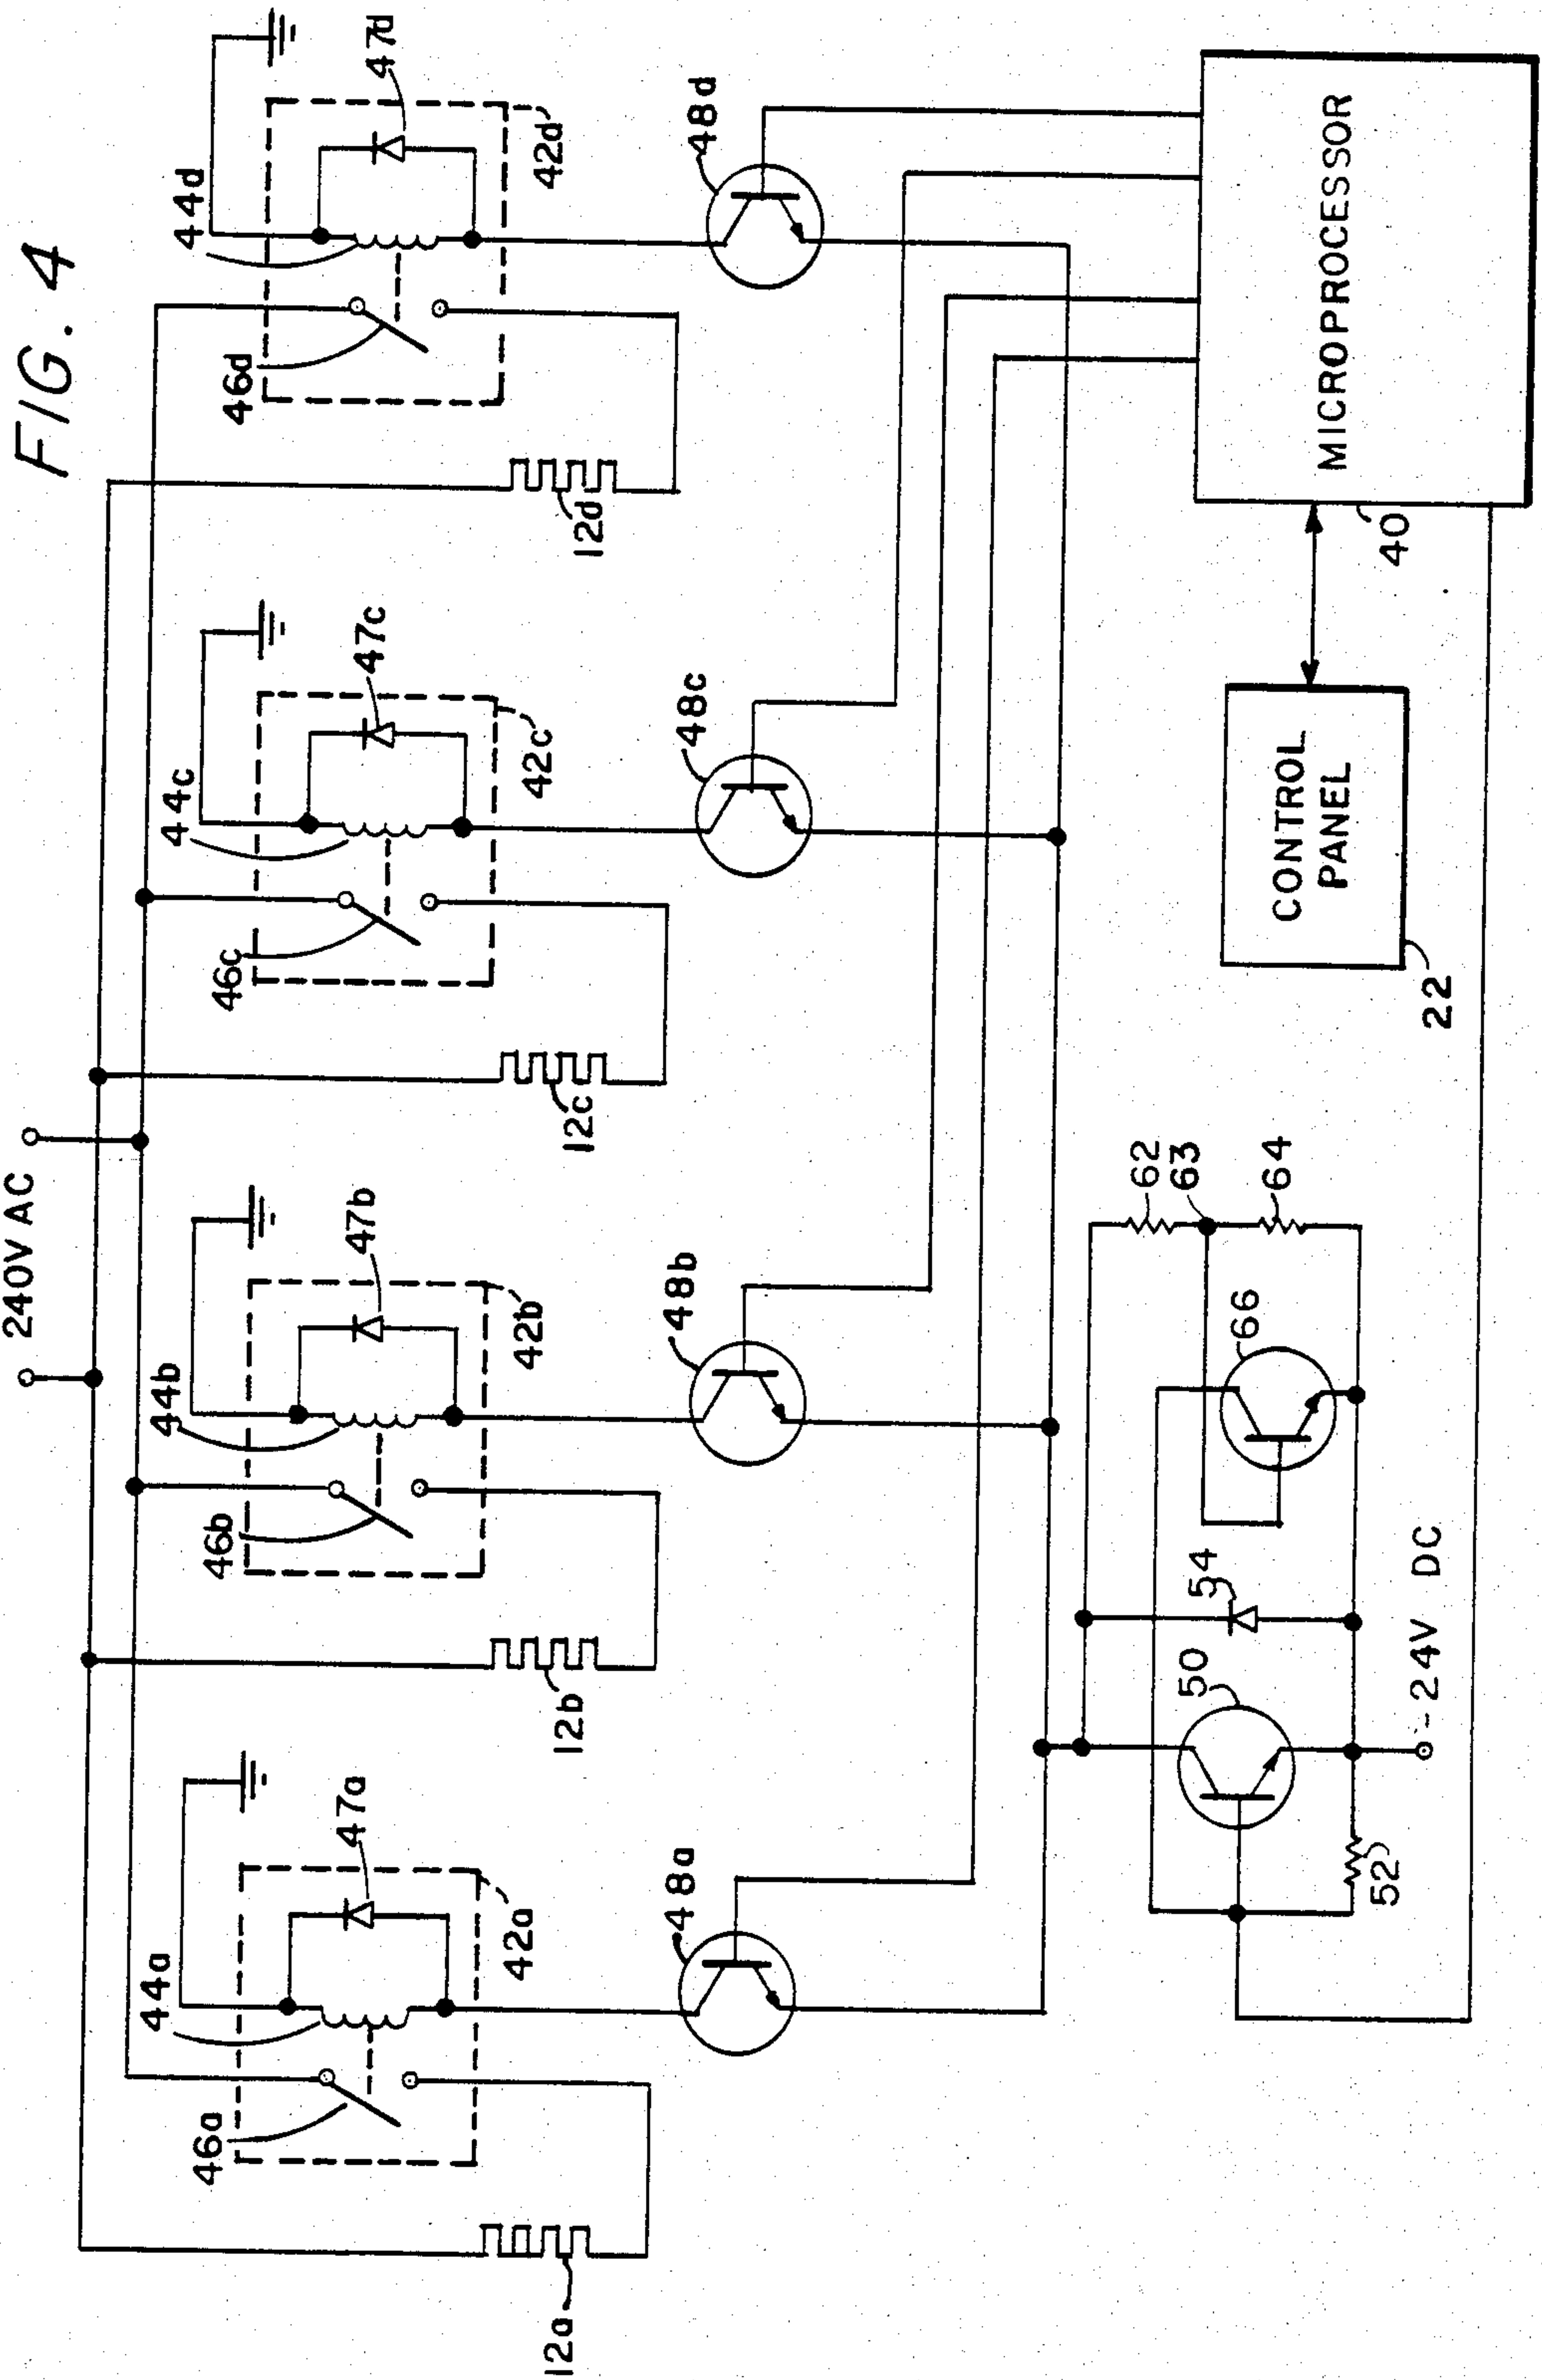 FIG. 4
240V AC
44a
44b
44c
44d
46a
47a
46b
47b
46c
47c
46d
47d
42a
42b
42c
42d
12a
12b
12c
12d
48a
48b
48c
48d
50
54
66
62
63
64
52
-24V DC
CONTROL
PANEL
22
MICROPROCESSOR
40